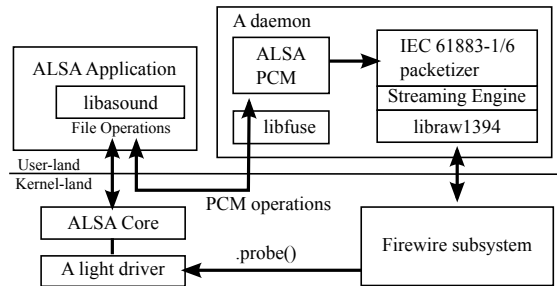 A daemon
ALSA Application
libasound
File Operations
ALSA
PCM
libfuse
IEC 61883-1/6
packetizer
Streaming Engine
libraw1394
User-land
Kernel-land
PCM operations
ALSA Core
A light driver
.probe()
Firewire subsystem